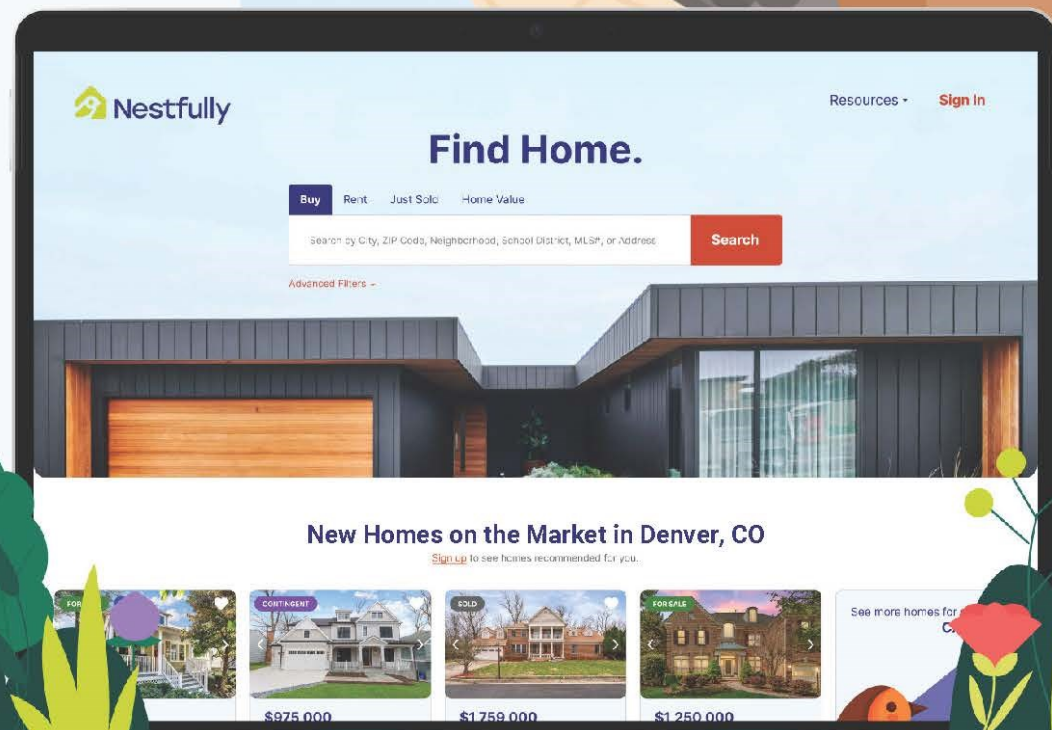 Nestfully
Resources
Sign In
Find Home.
Buy Rent Just Sold Home Value
Search by City, ZIP Code, Neighborhood, School District, MLS#, or Address
Search
Advanced Filters
New Homes on the Market in Denver, CO
Sign up to see homes recommended for you.
CONTINGENT
SOLD
FOR SALE
See more homes for
$975,000
$1,759,000
$1,250,000